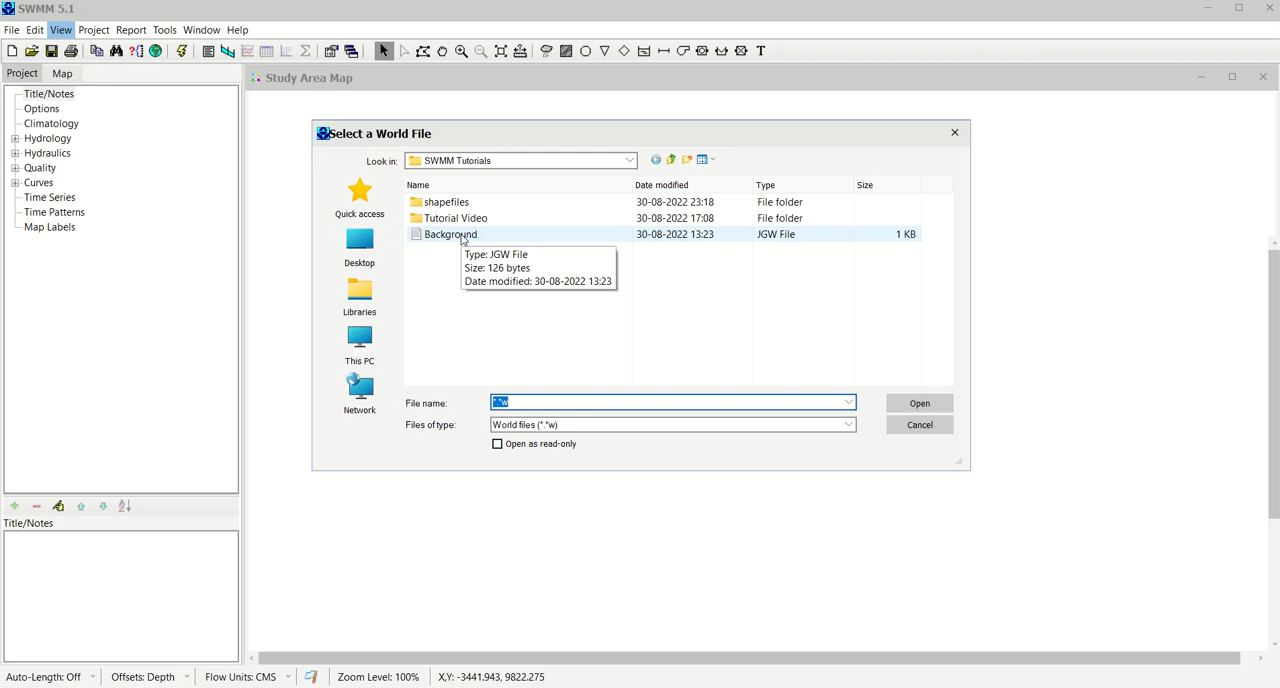 SWMM 5.1
File Edit View Project Report Tools Window Help
T
Project Map
Study Area Map
Title/Notes
Options
Climatology
Hydrology
Hydraulics
Quality
Curves
Time Series
Time Patterns
Map Labels
Select a World File
Look in: SWMM Tutorials
Name Date modified Type Size
shapefiles 30-08-2022 23:18 File folder
Tutorial Video 30-08-2022 17:08 File folder
Background 30-08-2022 13:23 JGW File 1 KB
Type: JGW File
Size: 126 bytes
Date modified: 30-08-2022 13:23
Quick access
Desktop
Libraries
This PC
Network
File name: *.*w Open
Files of type: World files (*.*w) Cancel
Open as read-only
Title/Notes
Auto-Length: Off Offsets: Depth Flow Units: CMS Zoom Level: 100% X,Y: -3441.943, 9822.275